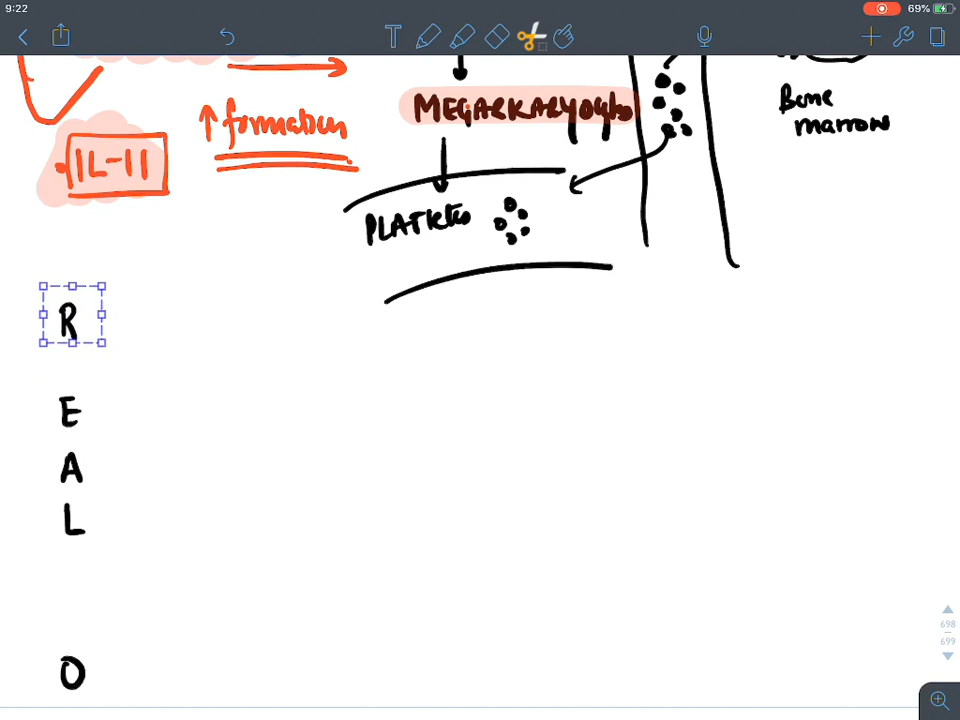 9:22
69%
T
Bone
marrow
MEGAKARYOcyte
↑ formation
IL-11
PLATElets
R
E
A
L
O
698
699